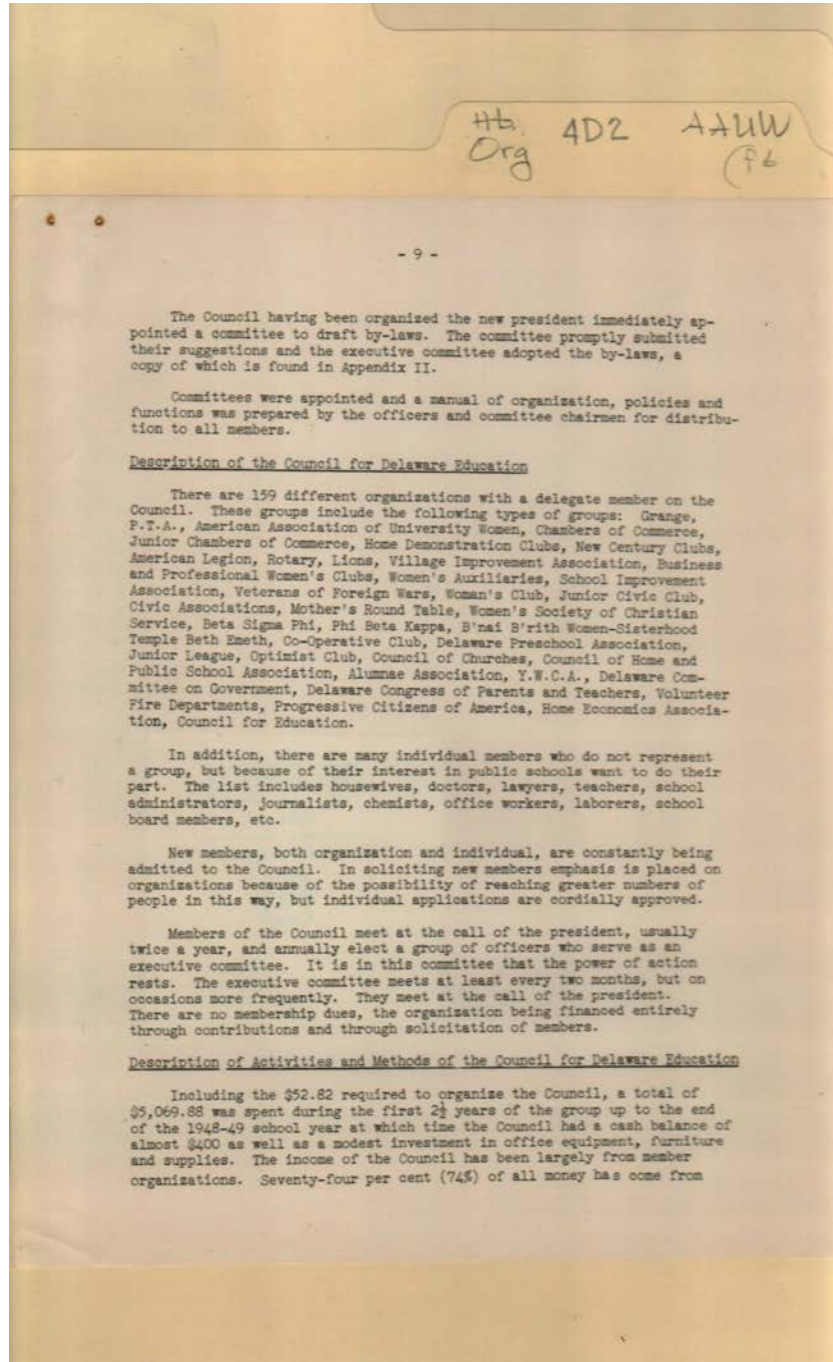 Hb. 4D2 AAUW
Org
- 9 -
The Council having been organized the new president immediately ap-
pointed a committee to draft by-laws. The committee promptly submitted
their suggestions and the executive committee adopted the by-laws, a
copy of which is found in Appendix II.
Committees were appointed and a manual of organization, policies and
functions was prepared by the officers and committee chairmen for distribu-
tion to all members.
Description of the Council for Delaware Education
There are 159 different organizations with a delegate member on the
Council. These groups include the following types of groups: Grange,
P.T.A., American Association of University Women, Chambers of Commerce,
Junior Chambers of Commerce, Home Demonstration Clubs, New Century Clubs,
American Legion, Rotary, Lions, Village Improvement Association, Business
and Professional Women's Clubs, Women's Auxiliaries, School Improvement
Association, Veterans of Foreign Wars, Woman's Club, Junior Civic Club,
Civic Associations, Mother's Round Table, Women's Society of Christian
Service, Beta Sigma Phi, Phi Beta Kappa, B'nai B'rith Women-Sisterhood
Temple Beth Emeth, Co-Operative Club, Delaware Preschool Association,
Junior League, Optimist Club, Council of Churches, Council of Home and
Public School Association, Alumnae Association, Y.W.C.A., Delaware Com-
mittee on Government, Delaware Congress of Parents and Teachers, Volunteer
Fire Departments, Progressive Citizens of America, Home Economics Associa-
tion, Council for Education.
In addition, there are many individual members who do not represent
a group, but because of their interest in public schools want to do their
part. The list includes housewives, doctors, lawyers, teachers, school
administrators, journalists, chemists, office workers, laborers, school
board members, etc.
New members, both organization and individual, are constantly being
admitted to the Council. In soliciting new members emphasis is placed on
organizations because of the possibility of reaching greater numbers of
people in this way, but individual applications are cordially approved.
Members of the Council meet at the call of the president, usually
twice a year, and annually elect a group of officers who serve as an
executive committee. It is in this committee that the power of action
rests. The executive committee meets at least every two months, but on
occasions more frequently. They meet at the call of the president.
There are no membership dues, the organization being financed entirely
through contributions and through solicitation of members.
Description of Activities and Methods of the Council for Delaware Education
Including the $52.82 required to organize the Council, a total of
$5,069.88 was spent during the first 2½ years of the group up to the end
of the 1948-49 school year at which time the Council had a cash balance of
almost $400 as well as a modest investment in office equipment, furniture
and supplies. The income of the Council has been largely from member
organizations. Seventy-four per cent (74%) of all money has come from